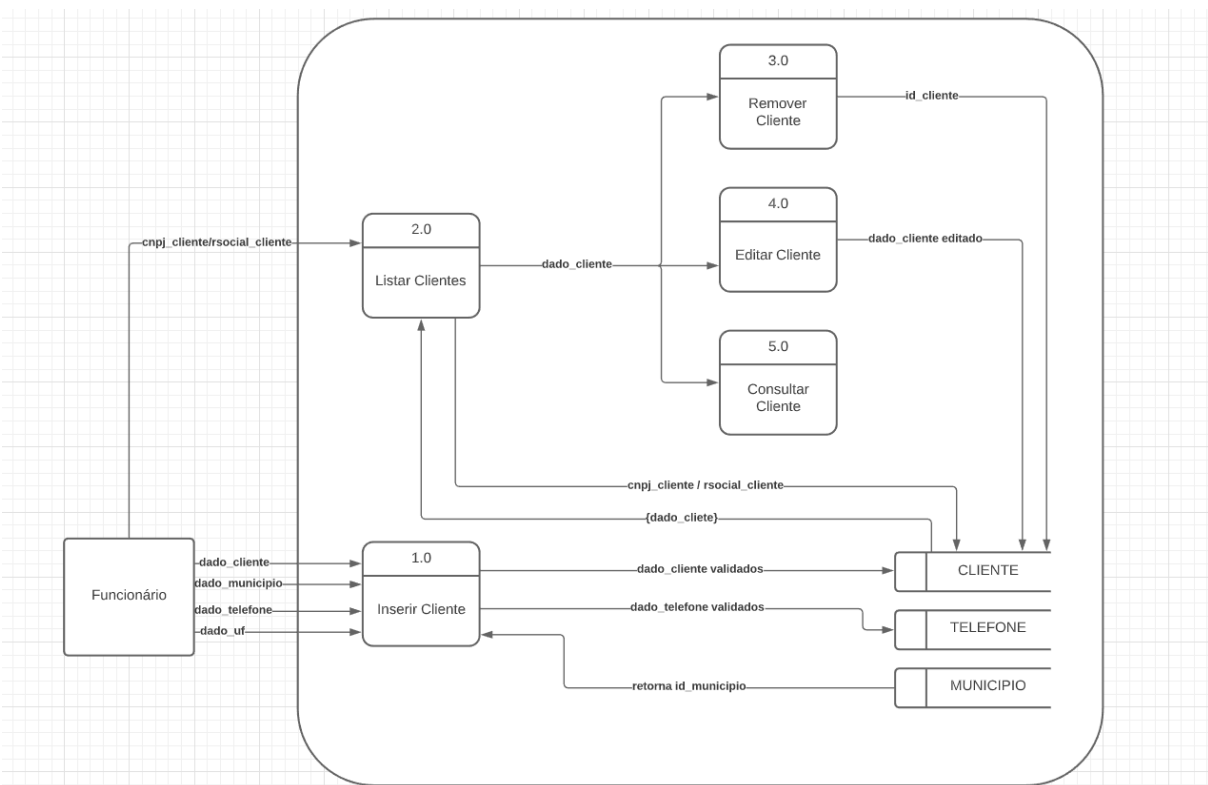 3.0
Remover
Cliente
id_cliente
4.0
Editar Cliente
dado_cliente editado
2.0
Listar Clientes
cnpj_cliente/rsocial_cliente
dado_cliente
5.0
Consultar
Cliente
cnpj_cliente / rsocial_cliente
{dado_cliete}
Funcionário
dado_cliente
dado_municipio
dado_telefone
dado_uf
1.0
Inserir Cliente
dado_cliente validados
dado_telefone validados
retorna id_municipio
CLIENTE
TELEFONE
MUNICIPIO